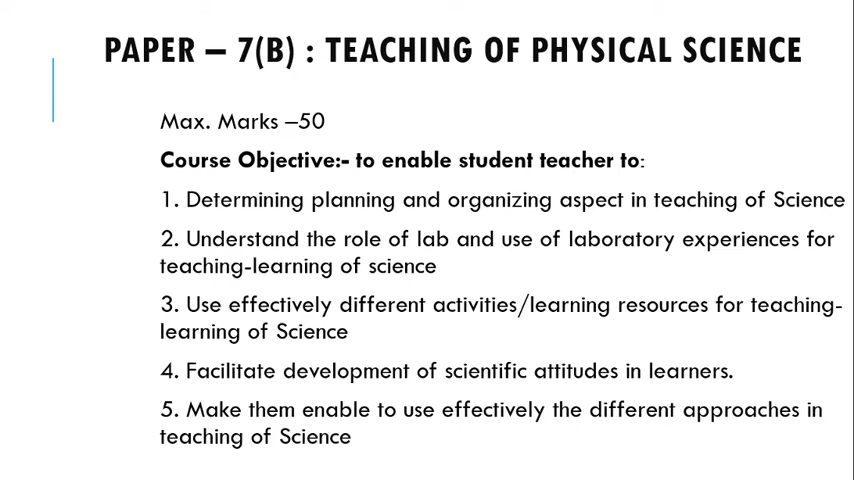 PAPER – 7(B) : TEACHING OF PHYSICAL SCIENCE
Max. Marks –50
Course Objective:- to enable student teacher to:
1. Determining planning and organizing aspect in teaching of Science
2. Understand the role of lab and use of laboratory experiences for
teaching-learning of science
3. Use effectively different activities/learning resources for teaching-
learning of Science
4. Facilitate development of scientific attitudes in learners.
5. Make them enable to use effectively the different approaches in
teaching of Science